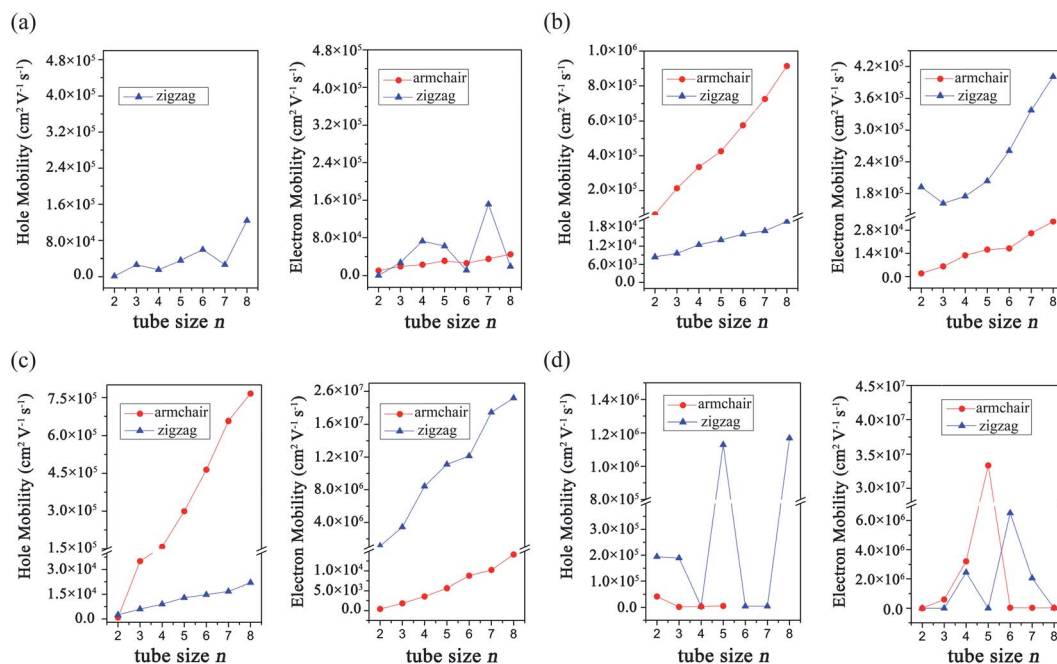 (a)
Hole Mobility (cm² V⁻¹ s⁻¹)
4.8×10⁵
4.0×10⁵
3.2×10⁵
2.4×10⁵
1.6×10⁵
8.0×10⁴
0.0
zigzag
2 3 4 5 6 7 8
tube size n
Electron Mobility (cm² V⁻¹ s⁻¹)
4.8×10⁵
4.0×10⁵
3.2×10⁵
2.4×10⁵
1.6×10⁵
8.0×10⁴
0.0
armchair
zigzag
2 3 4 5 6 7 8
tube size n
(b)
Hole Mobility (cm² V⁻¹ s⁻¹)
1.0×10⁶
8.0×10⁵
6.0×10⁵
4.0×10⁵
2.0×10⁵
1.8×10⁴
1.2×10⁴
6.0×10³
0.0
armchair
zigzag
2 3 4 5 6 7 8
tube size n
Electron Mobility (cm² V⁻¹ s⁻¹)
4.2×10⁵
3.6×10⁵
3.0×10⁵
2.4×10⁵
1.8×10⁵
2.8×10⁴
1.4×10⁴
0.0
armchair
zigzag
2 3 4 5 6 7 8
tube size n
(c)
Hole Mobility (cm² V⁻¹ s⁻¹)
7.5×10⁵
6.0×10⁵
4.5×10⁵
3.0×10⁵
1.5×10⁵
3.0×10⁴
1.5×10⁴
0.0
armchair
zigzag
2 3 4 5 6 7 8
tube size n
Electron Mobility (cm² V⁻¹ s⁻¹)
2.6×10⁷
1.6×10⁷
1.2×10⁷
8.0×10⁶
4.0×10⁶
1.0×10⁴
5.0×10³
0.0
armchair
zigzag
2 3 4 5 6 7 8
tube size n
(d)
Hole Mobility (cm² V⁻¹ s⁻¹)
1.4×10⁶
1.2×10⁶
1.0×10⁶
8.0×10⁵
3.0×10⁵
2.0×10⁵
1.0×10⁵
0.0
armchair
zigzag
2 3 4 5 6 7 8
tube size n
Electron Mobility (cm² V⁻¹ s⁻¹)
4.5×10⁷
4.0×10⁷
3.5×10⁷
3.0×10⁷
6.0×10⁶
4.0×10⁶
2.0×10⁶
0.0
armchair
zigzag
2 3 4 5 6 7 8
tube size n